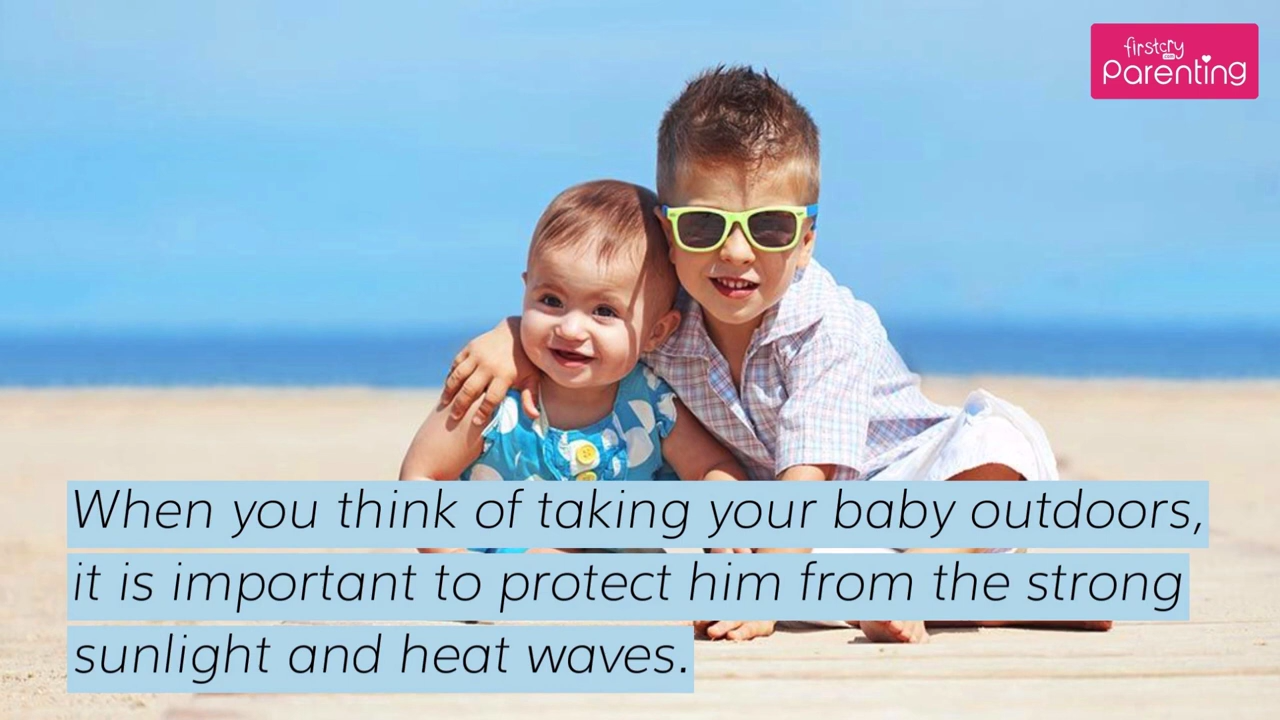 firstcry
.com
Parenting
When you think of taking your baby outdoors,
it is important to protect him from the strong
sunlight and heat waves.